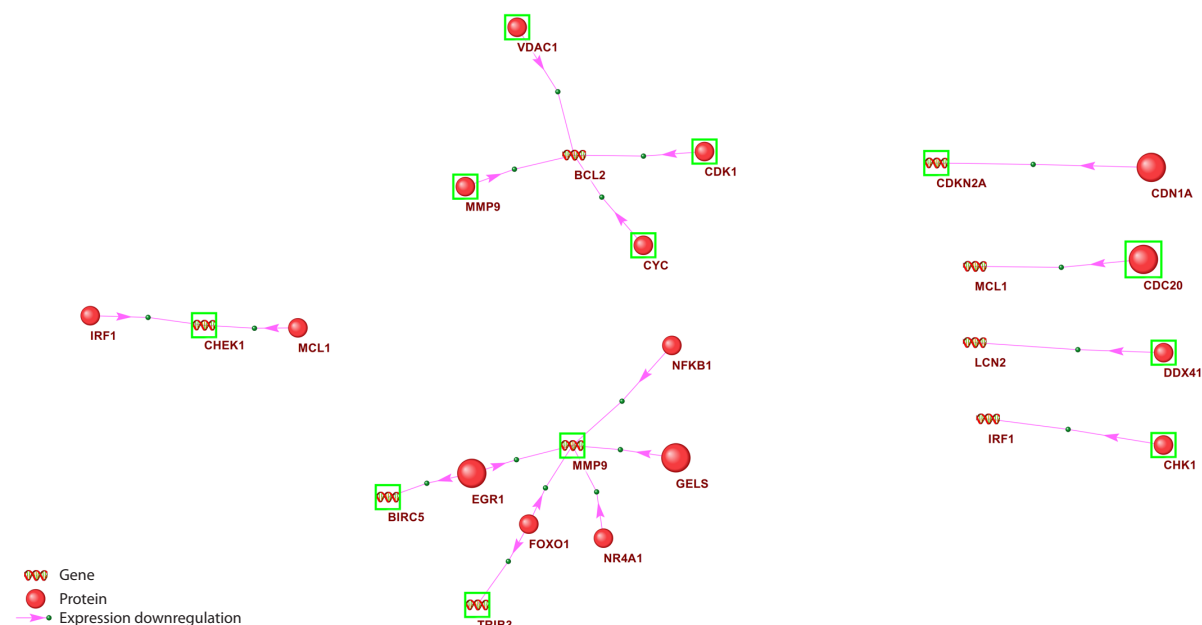 VDAC1
BCL2
CDK1
MMP9
CYC
CDKN2A
CDN1A
MCL1
CDC20
LCN2
DDX41
IRF1
CHK1
IRF1
CHEK1
MCL1
NFKB1
MMP9
GELS
EGR1
BIRC5
FOXO1
NR4A1
TRIB3
Gene
Protein
Expression downregulation